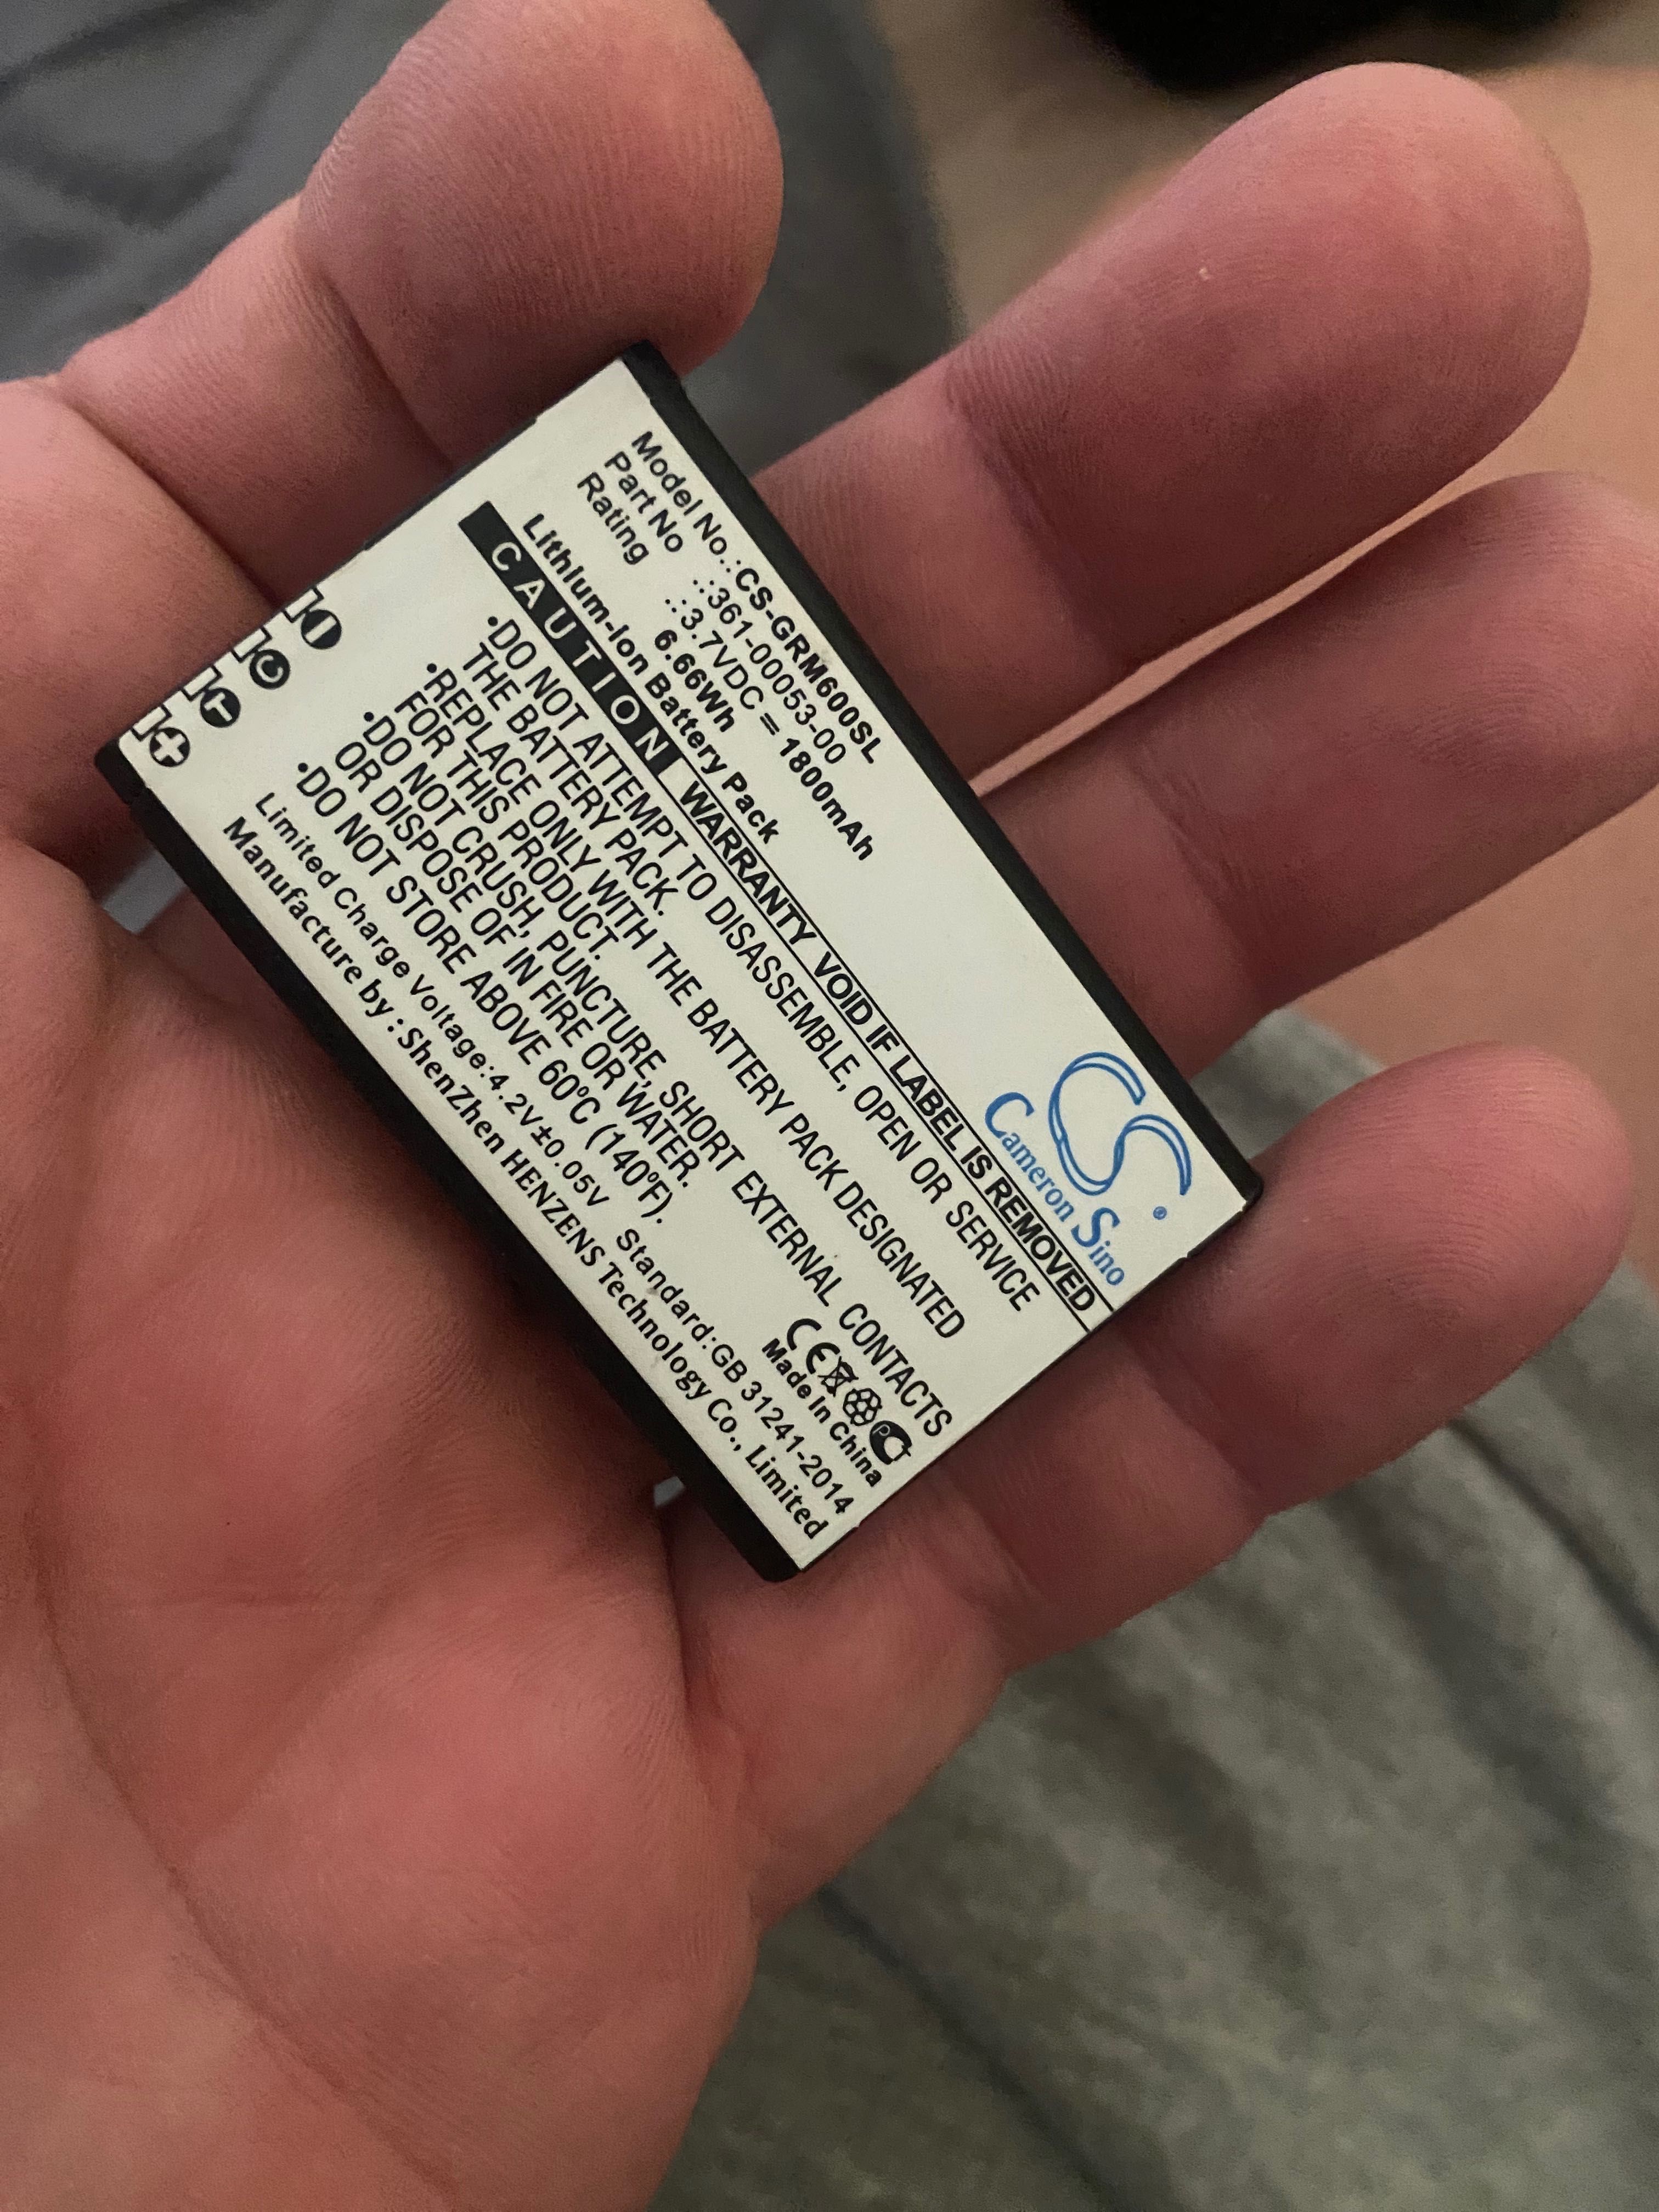 Model No.:CS-GRM600SL
Part No .:361-00053-00
Rating .:3.7VDC = 1800mAh
6.66Wh
Lithium-Ion Battery Pack
CS ®
Cameron Sino
CAUTION WARRANTY VOID IF LABEL IS REMOVED
•DO NOT ATTEMPT TO DISASSEMBLE, OPEN OR SERVICE
THE BATTERY PACK.
•REPLACE ONLY WITH THE BATTERY PACK DESIGNATED
FOR THIS PRODUCT.
•DO NOT CRUSH, PUNCTURE, SHORT EXTERNAL CONTACTS
OR DISPOSE OF IN FIRE OR WATER.
•DO NOT STORE ABOVE 60ºC (140ºF).
CE
Made in China
Limited Charge Voltage:4.2V±0.05V Standard:GB 31241-2014
Manufacture by : ShenZhen HENZENS Technology Co., Limited